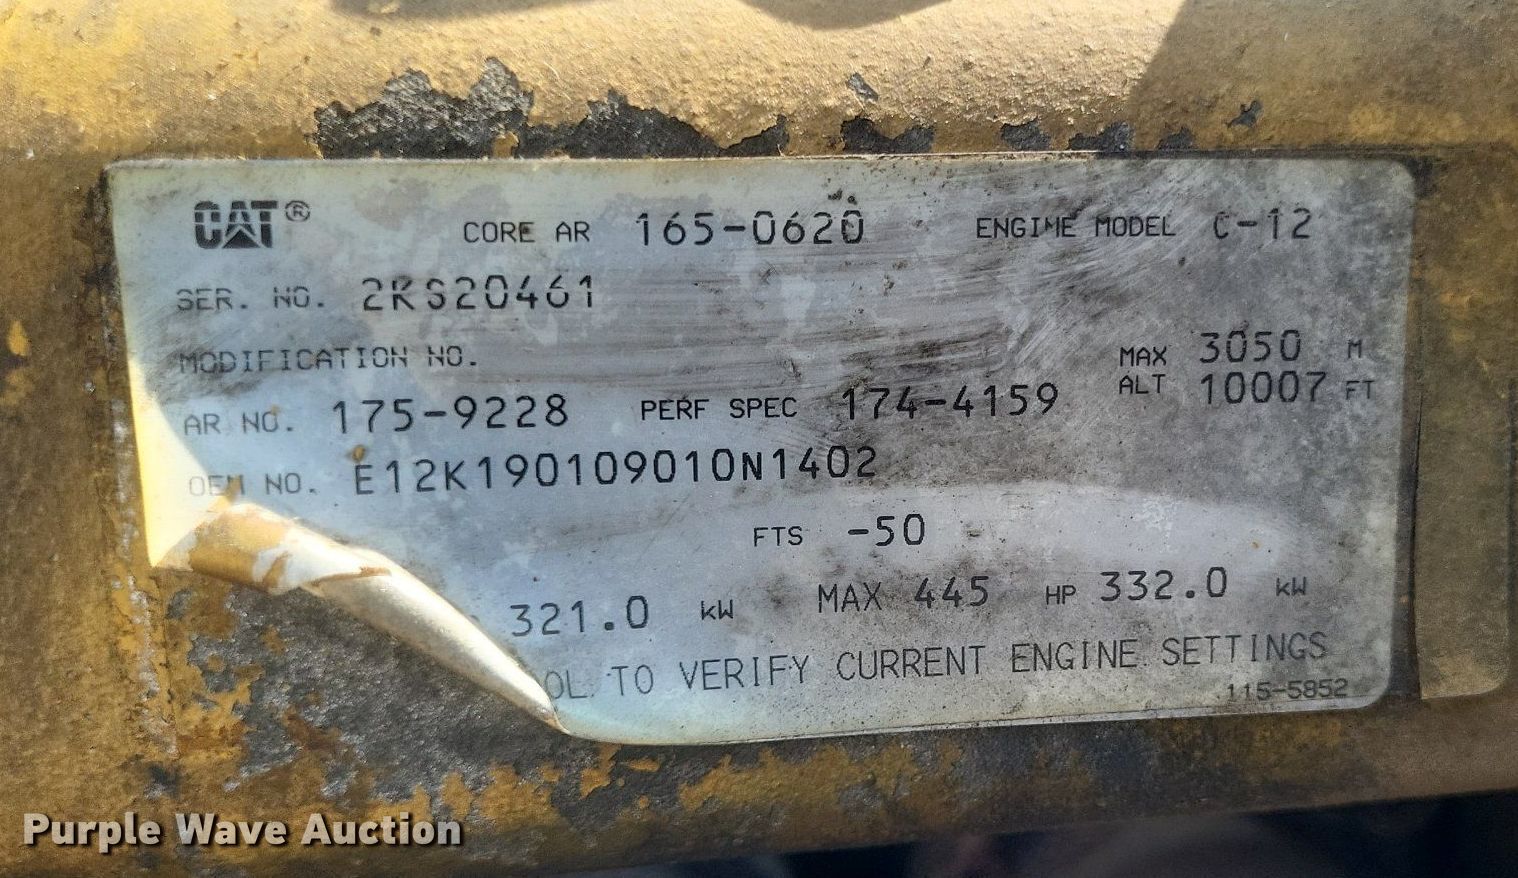 CAT® CORE AR 165-0620 ENGINE MODEL C-12
SER. NO. 2KS20461
MODIFICATION NO.
MAX ALT 3050 M 10007 FT
AR NO. 175-9228 PERF SPEC 174-4159
OEM NO. E12K190109010N1402
FTS -50
321.0 kW MAX 445 HP 332.0 kW
OL TO VERIFY CURRENT ENGINE SETTINGS
115-5852
Purple Wave Auction